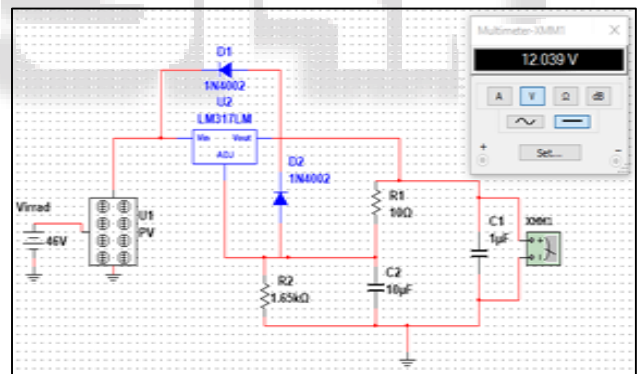 Multimeter-XMM1
12.039 V
A V Ω dB
+ Set... -
D1
1N4002
U2
LM317LM
Vin Vout
ADJ
D2
1N4002
Virrad
46V
U1
PV
R1
10Ω
C1
1µF
XMM1
R2
1.65kΩ
C2
10µF